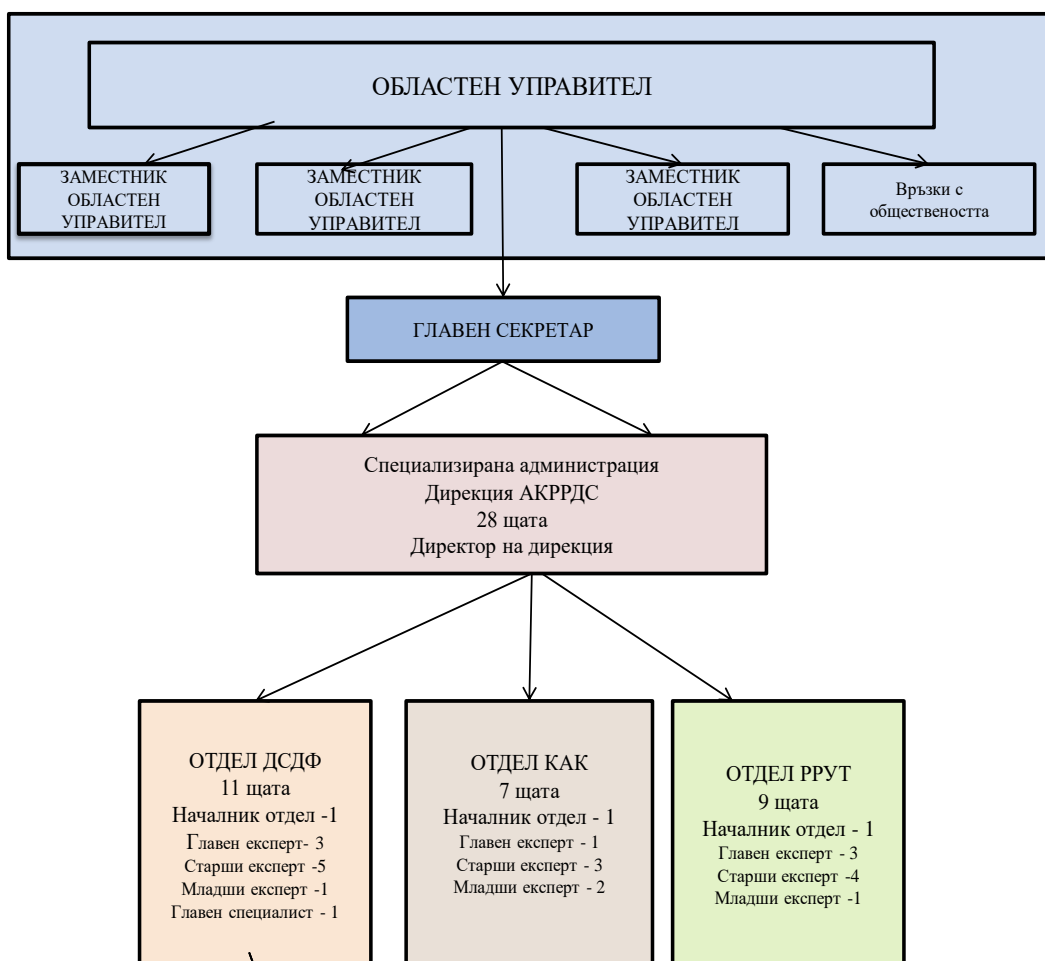 ОБЛАСТЕН УПРАВИТЕЛ
ЗАМЕСТНИК
ОБЛАСТЕН
УПРАВИТЕЛ
ЗАМЕСТНИК
ОБЛАСТЕН
УПРАВИТЕЛ
ЗАМЕСТНИК
ОБЛАСТЕН
УПРАВИТЕЛ
Връзки с
обществеността
ГЛАВЕН СЕКРЕТАР
Специализирана администрация
Дирекция АКРРДС
28 щата
Директор на дирекция
ОТДЕЛ ДСДФ
11 щата
Началник отдел -1
Главен експерт- 3
Старши експерт -5
Младши експерт -1
Главен специалист - 1
ОТДЕЛ КАК
7 щата
Началник отдел - 1
Главен експерт - 1
Старши експерт - 3
Младши експерт - 2
ОТДЕЛ РРУТ
9 щата
Началник отдел - 1
Главен експерт - 3
Старши експерт -4
Младши експерт -1